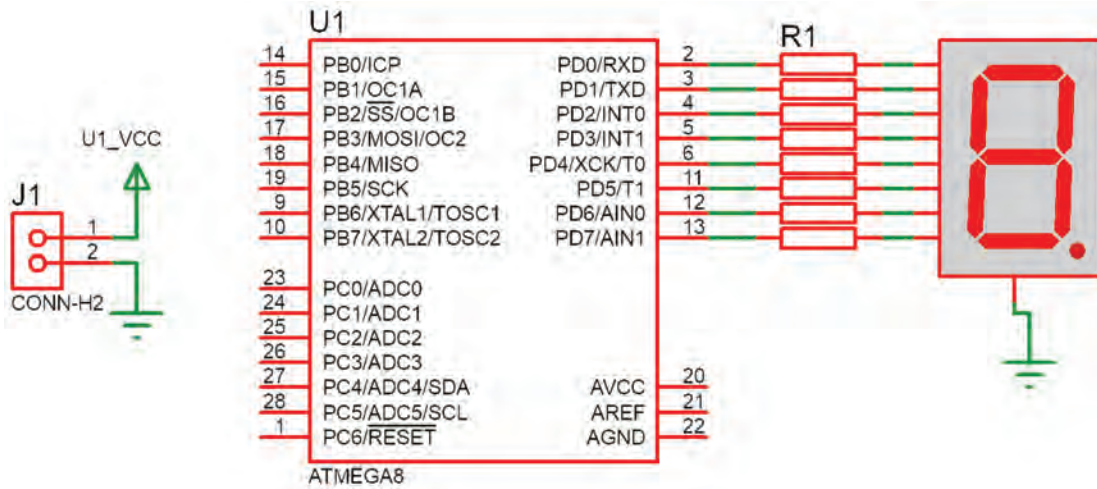 U1
R1
14 PB0/ICP PD0/RXD 2
15 PB1/OC1A PD1/TXD 3
16 PB2/SS/OC1B PD2/INT0 4
17 PB3/MOSI/OC2 PD3/INT1 5
18 PB4/MISO PD4/XCK/T0 6
19 PB5/SCK PD5/T1 11
9 PB6/XTAL1/TOSC1 PD6/AIN0 12
10 PB7/XTAL2/TOSC2 PD7/AIN1 13
U1_VCC
J1
1
2
CONN-H2
23 PC0/ADC0
24 PC1/ADC1
25 PC2/ADC2
26 PC3/ADC3
27 PC4/ADC4/SDA AVCC 20
28 PC5/ADC5/SCL AREF 21
1 PC6/RESET AGND 22
ATMEGA8